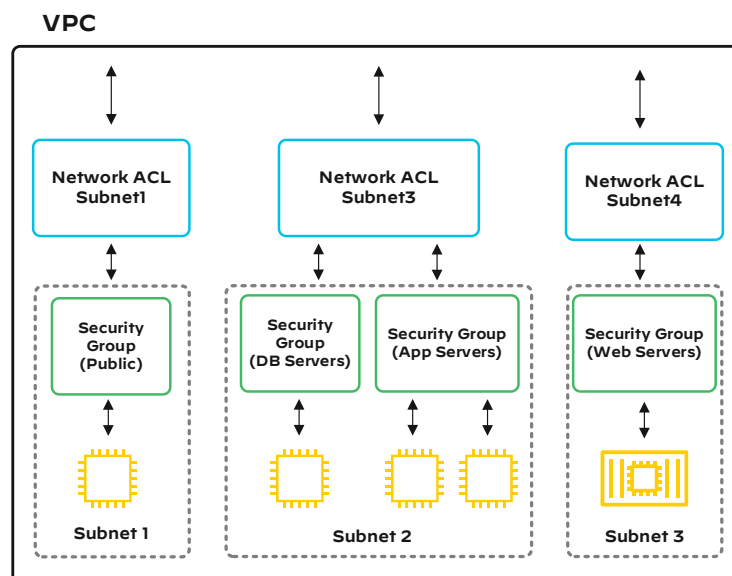 VPC
Network ACL
Subnet1
Network ACL
Subnet3
Network ACL
Subnet4
Security
Group
(Public)
Security
Group
(DB Servers)
Security Group
(App Servers)
Security Group
(Web Servers)
Subnet 1
Subnet 2
Subnet 3